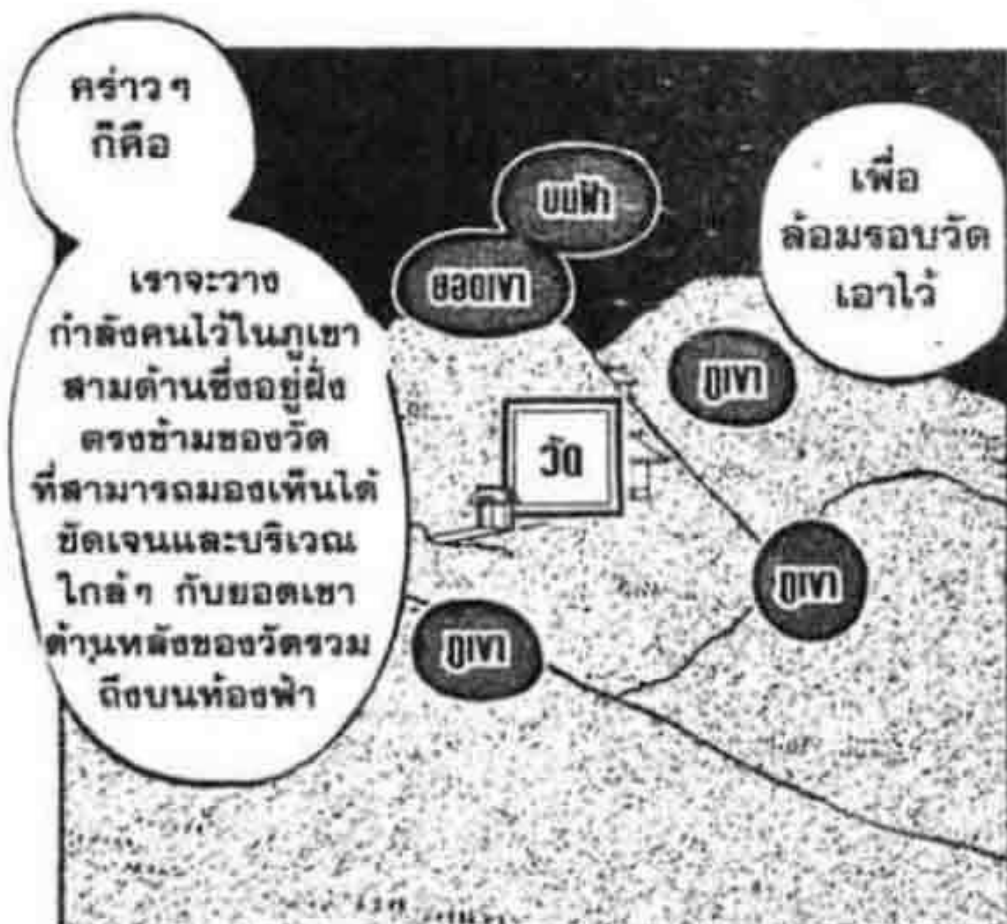 คร่าวๆ
ก็คือ
เราจะวาง
กำลังคนไว้ในภูเขา
สามด้านซึ่งอยู่ฝั่ง
ตรงข้ามของวัด
ที่สามารถมองเห็นได้
ชัดเจนและบริเวณ
ใกล้ๆ กับยอดเขา
ด้านหลังของวัดรวม
ถึงบนท้องฟ้า
บนฟ้า
ยอดเขา
เพื่อ
ล้อมรอบวัด
เอาไว้
ภูเขา
วัด
ภูเขา
ภูเขา